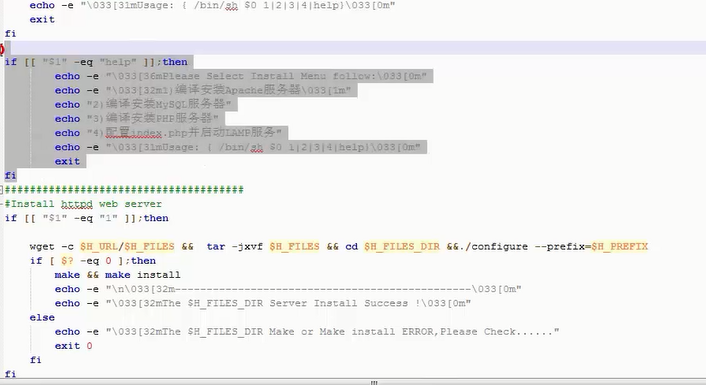 echo -e "\033[31mUsage: { /bin/sh $0 1|2|3|4|help}\033[0m"
exit
fi
if [[ "$1" -eq "help" ]];then
echo -e "\033[36mPlease Select Install Menu follow:\033[0m"
echo -e "\033[32m1)编译安装Apache服务器\033[1m"
echo "2)编译安装MySQL服务器"
echo "3)编译安装PHP服务器"
echo "4)配置index.php并启动LAMP服务"
echo -e "\033[31mUsage: { /bin/sh $0 1|2|3|4|help}\033[0m"
exit
fi
######################################
#Install httpd web server
if [[ "$1" -eq "1" ]];then
wget -c $H_URL/$H_FILES && tar -jxvf $H_FILES && cd $H_FILES_DIR &&./configure --prefix=$H_PREFIX
if [ $? -eq 0 ];then
make && make install
echo -e "\n\033[32m-----------------------------------------------\033[0m"
echo -e "\033[32mThe $H_FILES_DIR Server Install Success !\033[0m"
else
echo -e "\033[32mThe $H_FILES_DIR Make or Make install ERROR,Please Check......"
exit 0
fi
fi